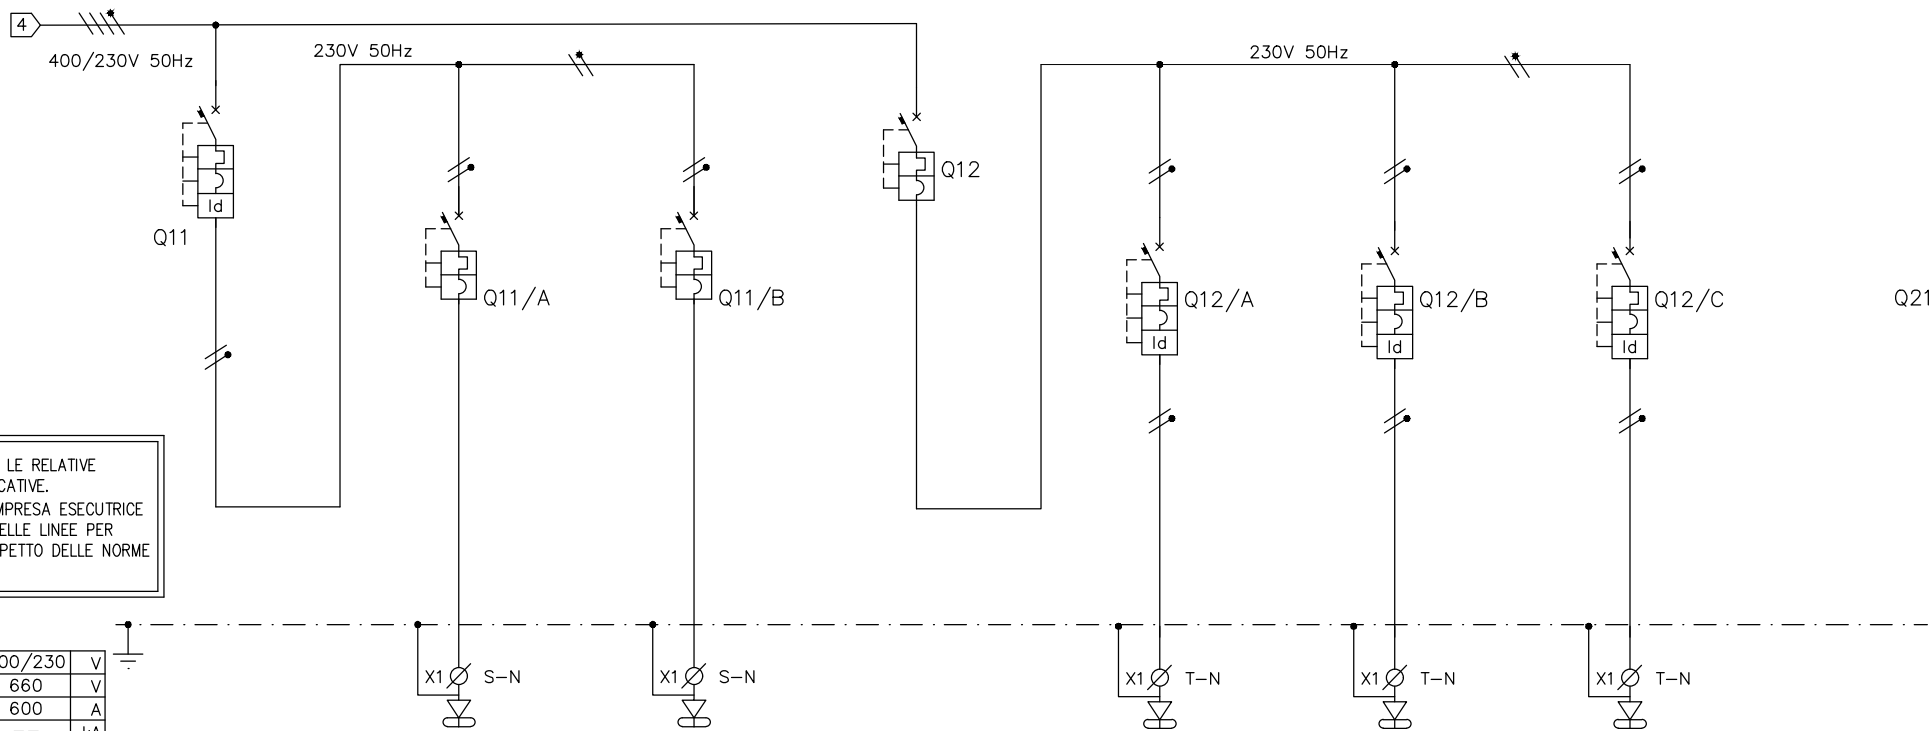 4
400/230V 50Hz
230V 50Hz
230V 50Hz
Q12
Id
Q11
Q11/A
Q11/B
Q12/A
Q12/B
Q12/C
Q21
Id
Id
Id
LE RELATIVE
CATIVE.
MPRESA ESECUTRICE
ELLE LINEE PER
PETTO DELLE NORME
00/230 V
660 V
600 A
kA
X1 S-N
X1 S-N
X1 T-N
X1 T-N
X1 T-N